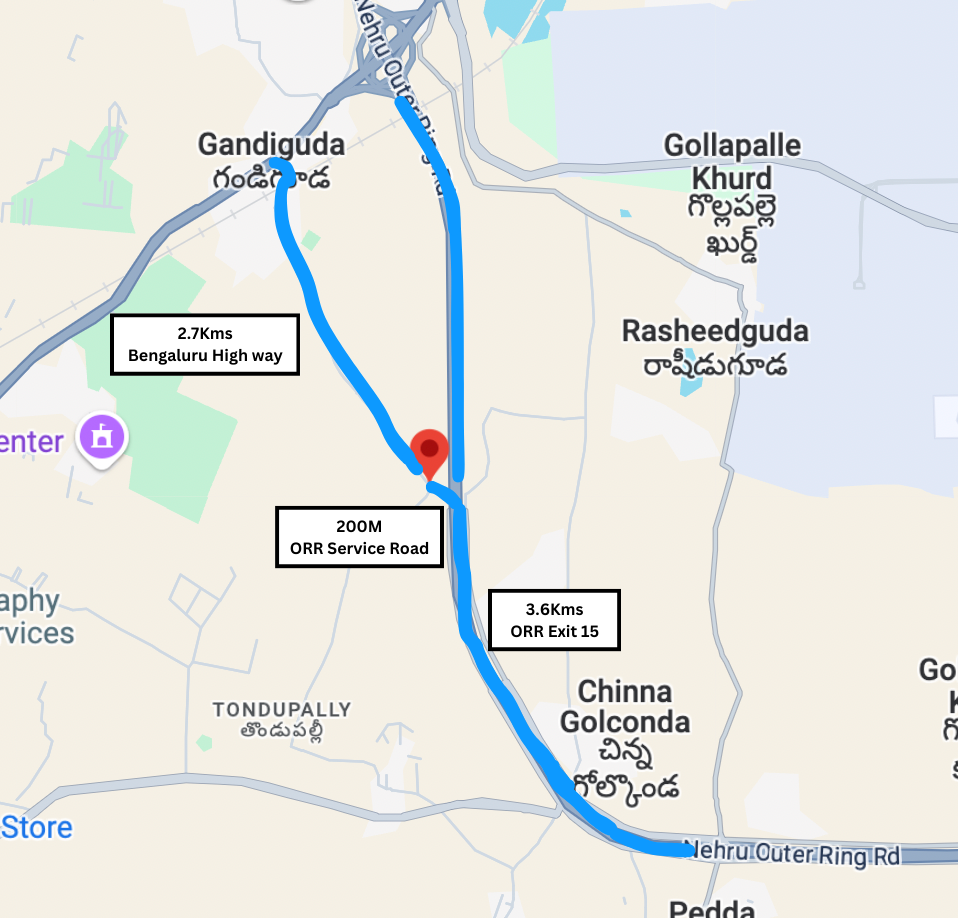 Nehru Outer Ring Rd
Gandiguda
గండిగూడ
Gollapalle
Khurd
గొల్లపల్లె
ఖుర్డ్
2.7Kms
Bengaluru High way
Rasheedguda
రాషీడుగూడ
enter
200M
ORR Service Road
aphy
rvices
3.6Kms
ORR Exit 15
Go
Chinna
Golconda
చిన్న
గోల్కొండ
TONDUPALLY
తొండుపల్లీ
Store
Nehru Outer Ring Rd
Pedda